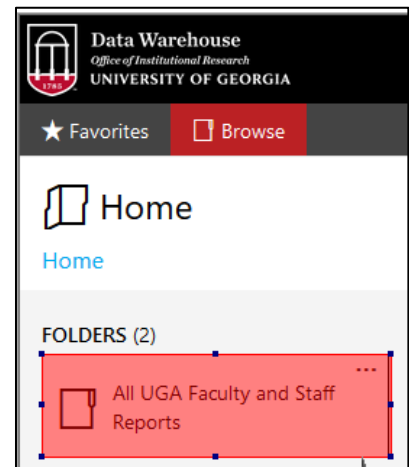 Data Warehouse
Office of Institutional Research
UNIVERSITY OF GEORGIA
1785
Favorites Browse
Home
Home
FOLDERS (2)
...
All UGA Faculty and Staff
Reports